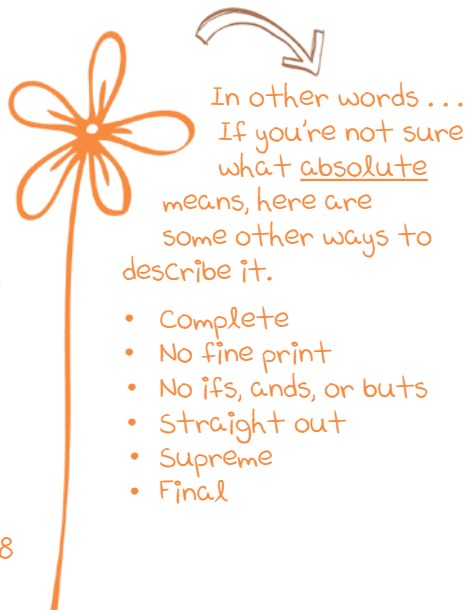 In other words . . .
If you're not sure
what absolute
means, here are
some other ways to
describe it.
• Complete
• No fine print
• No ifs, ands, or buts
• Straight out
• Supreme
• Final
8